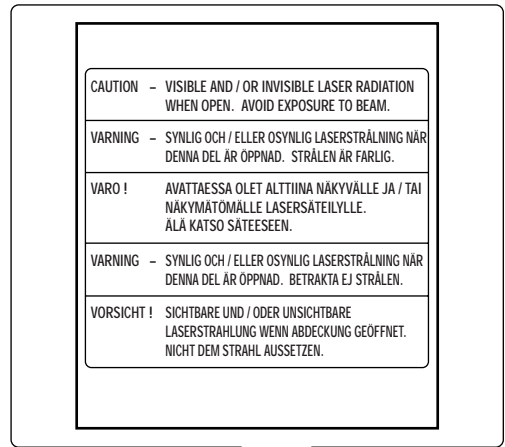 CAUTION – VISIBLE AND / OR INVISIBLE LASER RADIATION
WHEN OPEN. AVOID EXPOSURE TO BEAM.
VARNING – SYNLIG OCH / ELLER OSYNLIG LASERSTRÅLNING NÄR
DENNA DEL ÄR ÖPPNAD. STRÅLEN ÄR FARLIG.
VARO ! AVATTAESSA OLET ALTTIINA NÄKYVÄLLE JA / TAI
NÄKYMÄTÖMÄLLE LASERSÄTEILYLLE.
ÄLÄ KATSO SÄTEESEEN.
VARNING – SYNLIG OCH / ELLER OSYNLIG LASERSTRÅLNING NÄR
DENNA DEL ÄR ÖPPNAD. BETRAKTA EJ STRÅLEN.
VORSICHT ! SICHTBARE UND / ODER UNSICHTBARE
LASERSTRAHLUNG WENN ABDECKUNG GEÖFFNET.
NICHT DEM STRAHL AUSSETZEN.